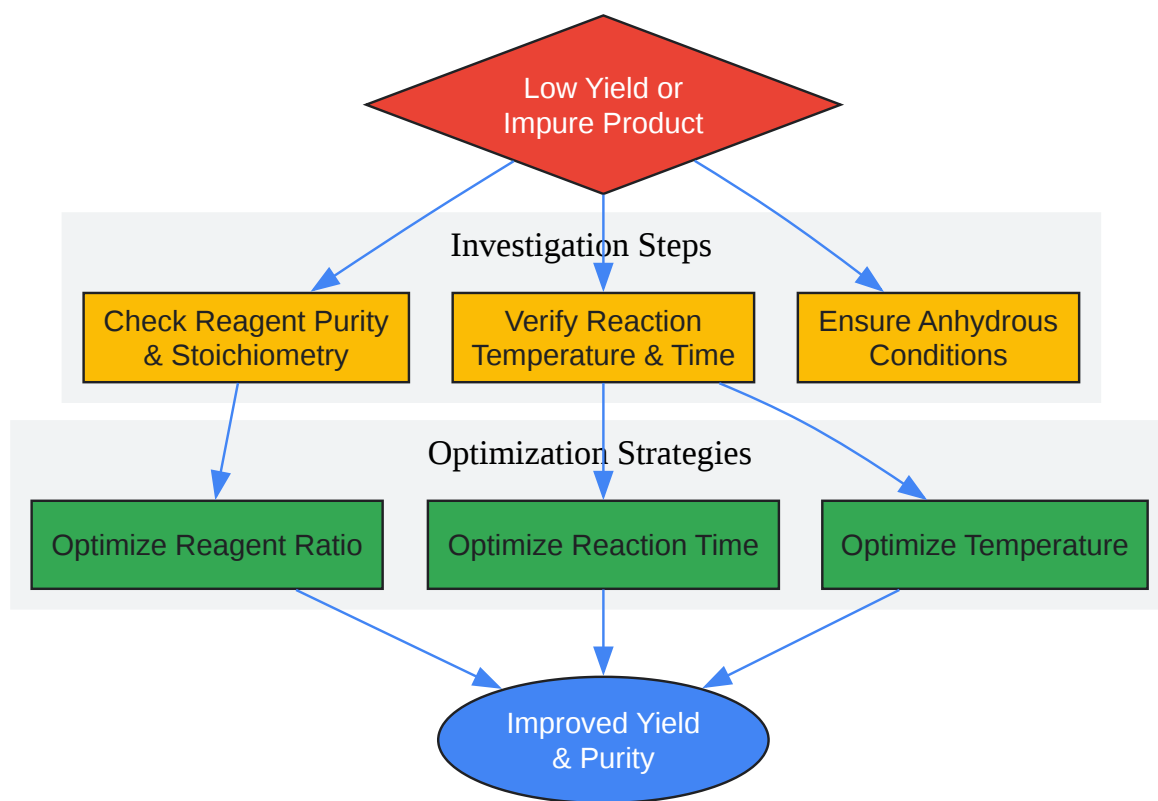 Low Yield or
Impure Product
Investigation Steps
Check Reagent Purity
& Stoichiometry
Verify Reaction
Temperature & Time
Ensure Anhydrous
Conditions
Optimization Strategies
Optimize Reagent Ratio
Optimize Reaction Time
Optimize Temperature
Improved Yield
& Purity